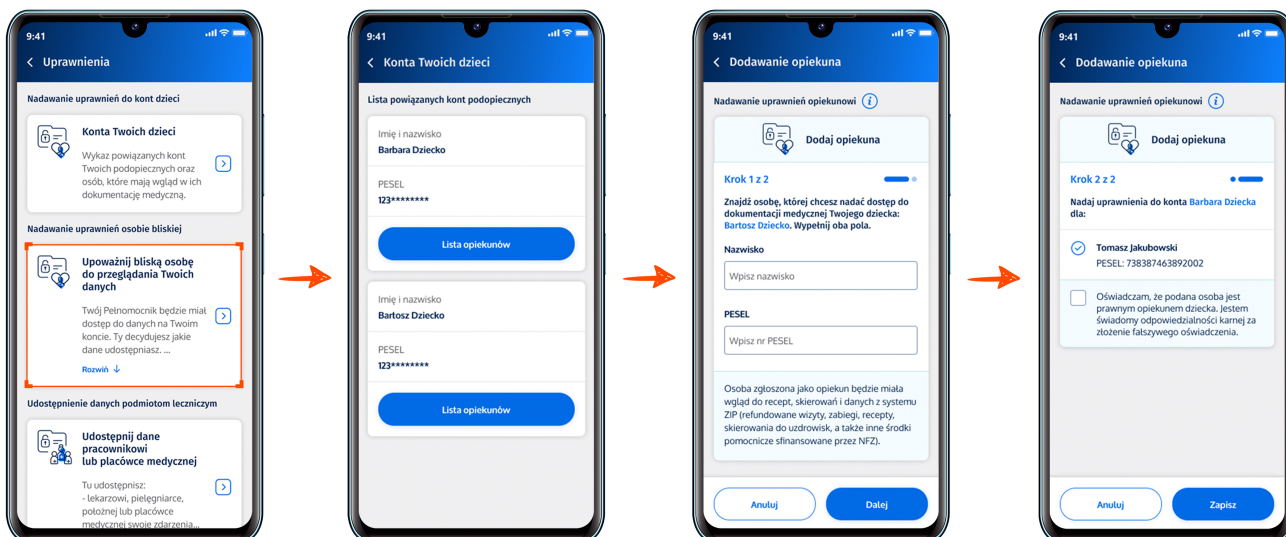 9:41
Uprawnienia
Nadawanie uprawnień do kont dzieci
Konta Twoich dzieci
Wykaz powiązanych kont
Twoich podopiecznych oraz
osób, które mają wgląd w ich
dokumentację medyczną.
Nadawanie uprawnień osobie bliskiej
Upoważnij bliską osobę
do przeglądania Twoich
danych
Twój Pełnomocnik będzie miał
dostęp do danych na Twoim
koncie. Ty decydujesz jakie
dane udostępniasz. ...
Rozwiń ↓
Udostępnienie danych podmiotom leczniczym
Udostępnij dane
pracownikowi
lub placówce medycznej
Tu udostępnisz:
- lekarzowi, pielęgniarce,
położnej lub placówce
medycznej swoje zdarzenia...
9:41
Konta Twoich dzieci
Lista powiązanych kont podopiecznych
Imię i nazwisko
Barbara Dziecko
PESEL
123********
Lista opiekunów
Imię i nazwisko
Bartosz Dziecko
PESEL
123********
Lista opiekunów
9:41
Dodawanie opiekuna
Nadawanie uprawnień opiekunowi i
Dodaj opiekuna
Krok 1 z 2
Znajdź osobę, której chcesz nadać dostęp do
dokumentacji medycznej Twojego dziecka:
Bartosz Dziecko. Wypełnij oba pola.
Nazwisko
Wpisz nazwisko
PESEL
Wpisz nr PESEL
Osoba zgłoszona jako opiekun będzie miała
wgląd do recept, skierowań i danych z systemu
ZIP (refundowane wizyty, zabiegi, recepty,
skierowania do uzdrowisk, a także inne środki
pomocnicze sfinansowane przez NFZ).
Anuluj
Dalej
9:41
Dodawanie opiekuna
Nadawanie uprawnień opiekunowi i
Dodaj opiekuna
Krok 2 z 2
Nadaj uprawnienia do konta Barbara Dziecka
dla:
Tomasz Jakubowski
PESEL: 738387463892002
Oświadczam, że podana osoba jest
prawnym opiekunem dziecka. Jestem
świadomy odpowiedzialności karnej za
złożenie fałszywego oświadczenia.
Anuluj
Zapisz